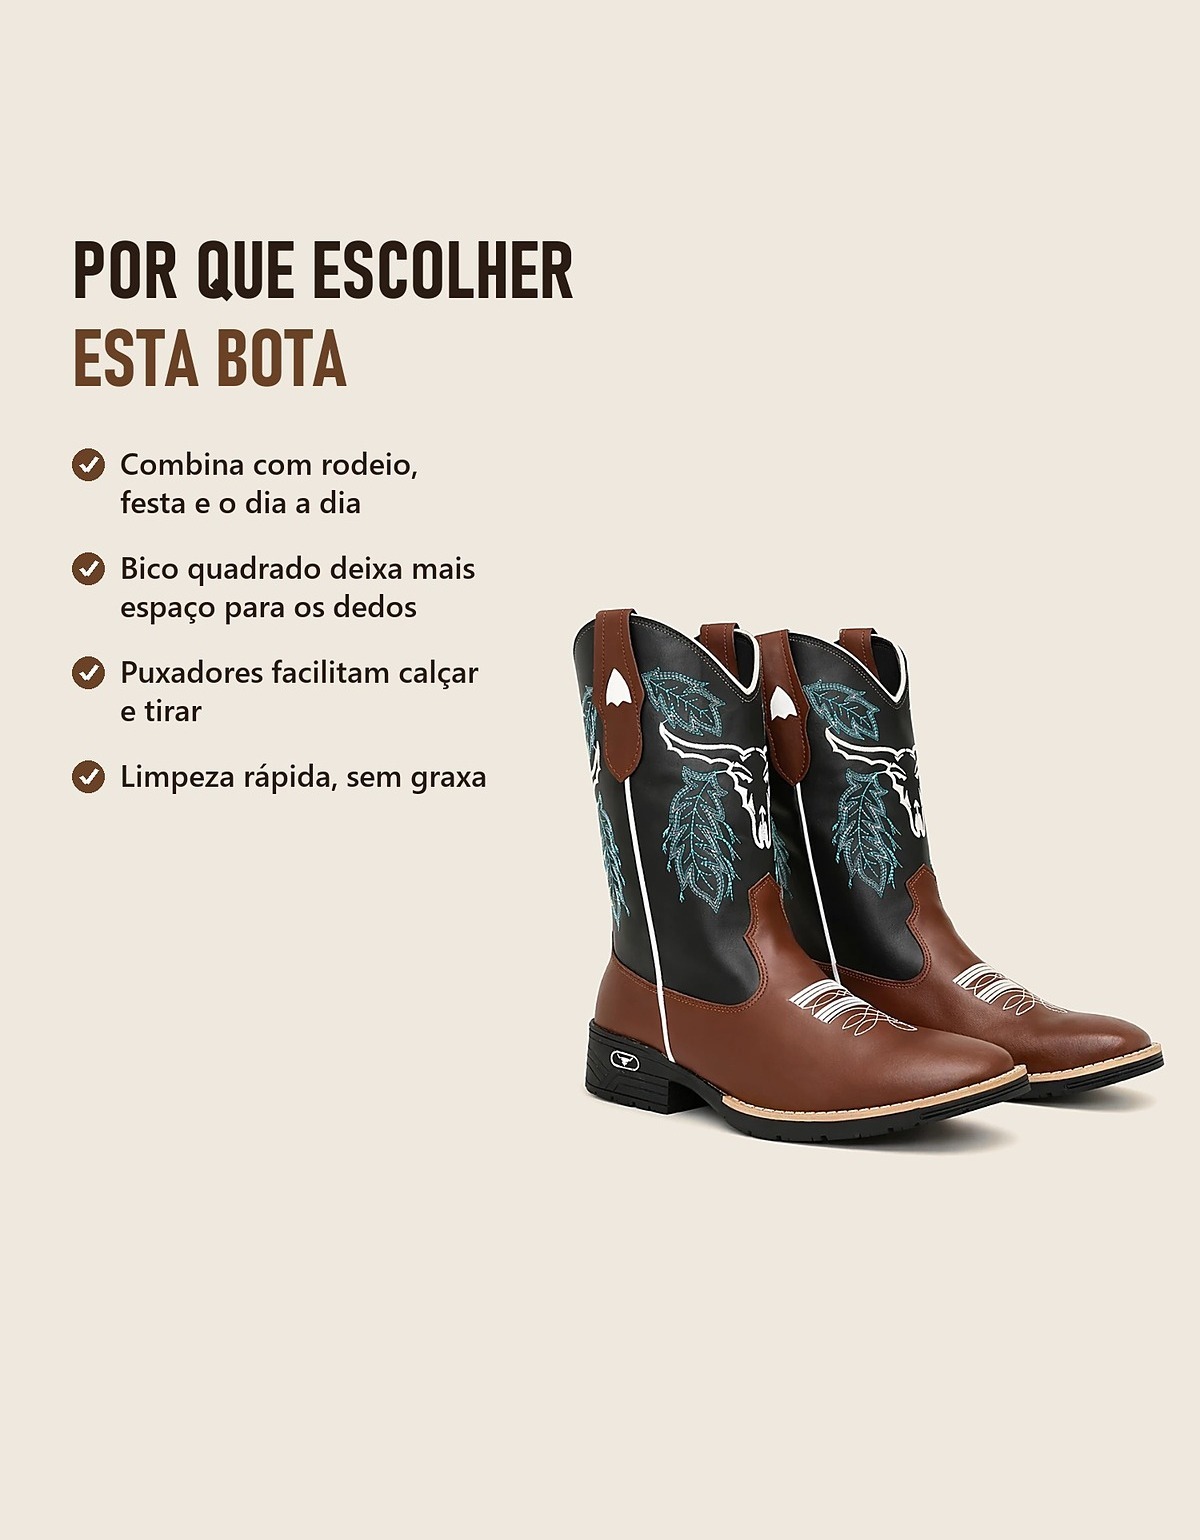 POR QUE ESCOLHER
ESTA BOTA
Combina com rodeio,
festa e o dia a dia
Bico quadrado deixa mais
espaço para os dedos
Puxadores facilitam calçar
e tirar
Limpeza rápida, sem graxa